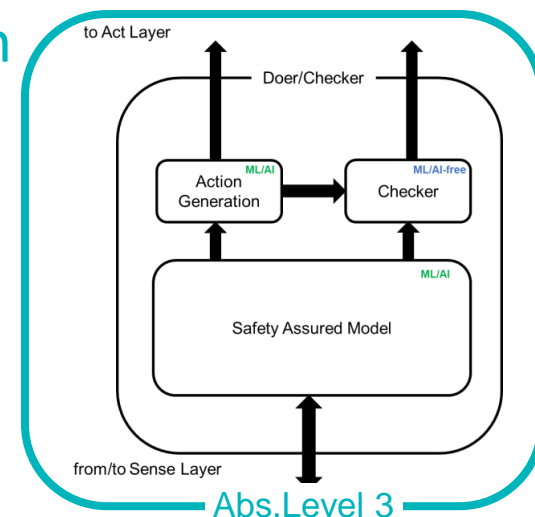 to Act Layer
n
Doer/Checker
ML/AI
Action
Generation
ML/AI-free
Checker
ML/AI
Safety Assured Model
from/to Sense Layer
Abs.Level 3